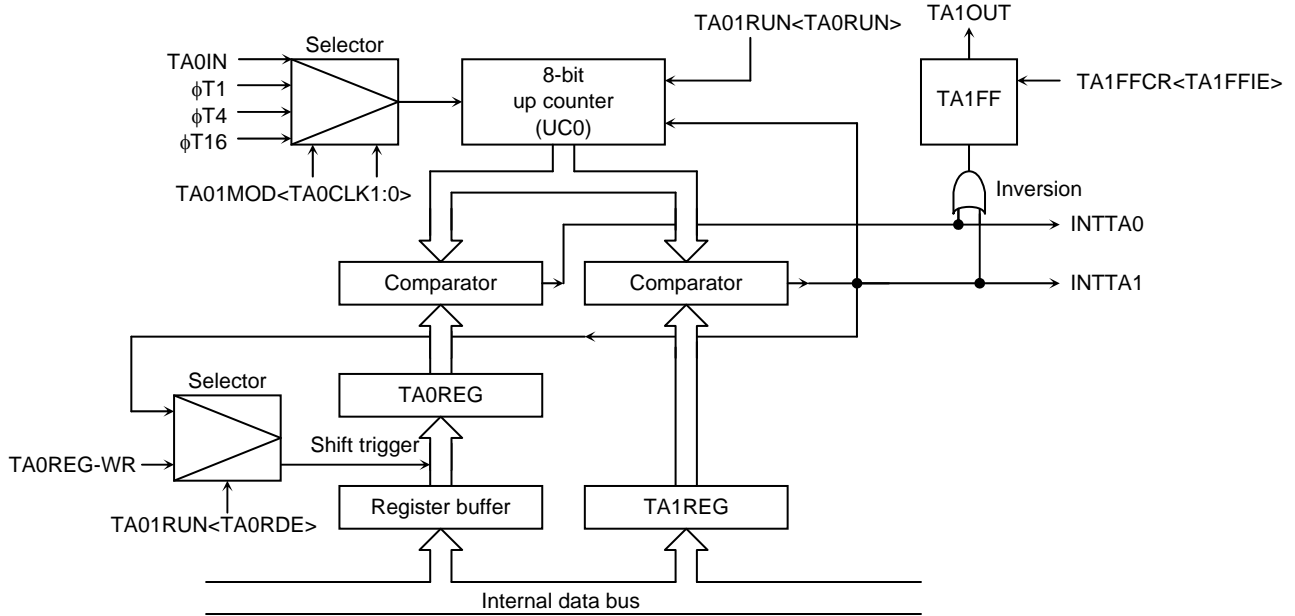 TA01RUN<TA0RUN>
TA1OUT
Selector
TA0IN
ϕT1
ϕT4
ϕT16
8-bit
up counter
(UC0)
TA1FF
TA1FFCR<TA1FFIE>
TA01MOD<TA0CLK1:0>
Inversion
INTTA0
Comparator
Comparator
INTTA1
Selector
TA0REG
Shift trigger
TA0REG-WR
Register buffer
TA1REG
TA01RUN<TA0RDE>
Internal data bus